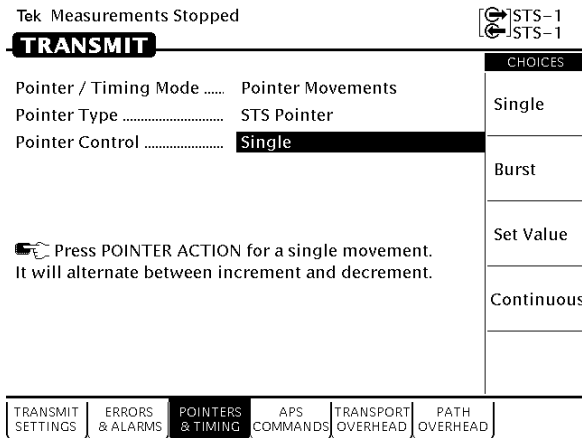 Tek Measurements Stopped
STS-1
STS-1
TRANSMIT
CHOICES
Pointer / Timing Mode ...... Pointer Movements
Pointer Type ........................... STS Pointer
Pointer Control ..................... Single
Single
Burst
Set Value
Continuous
Press POINTER ACTION for a single movement.
It will alternate between increment and decrement.
TRANSMIT
SETTINGS
ERRORS
& ALARMS
POINTERS
& TIMING
APS
COMMANDS
TRANSPORT
OVERHEAD
PATH
OVERHEAD